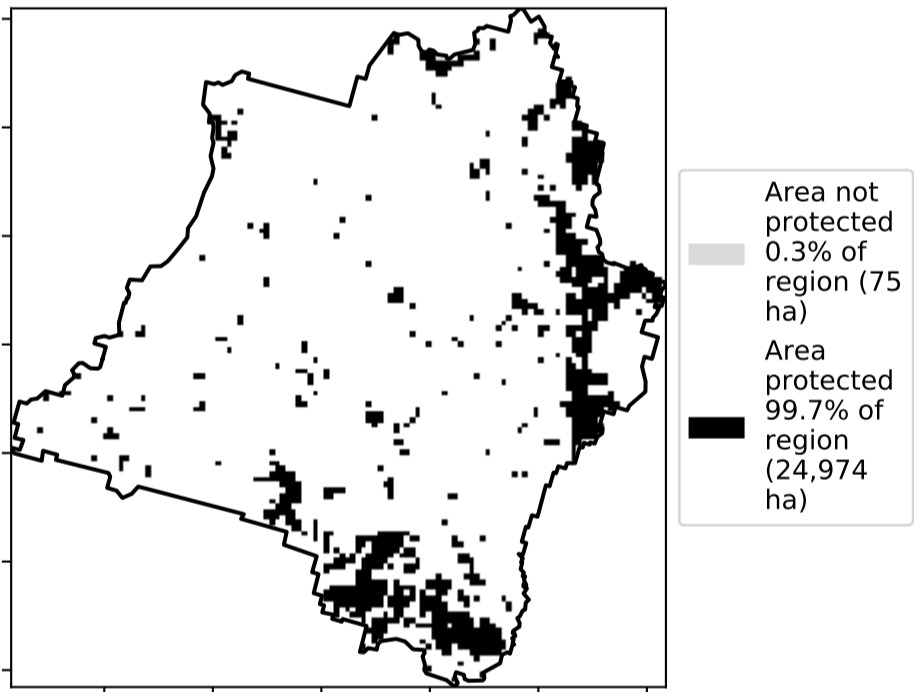 Area not
protected
0.3% of
region (75
ha)
Area
protected
99.7% of
region
(24,974
ha)